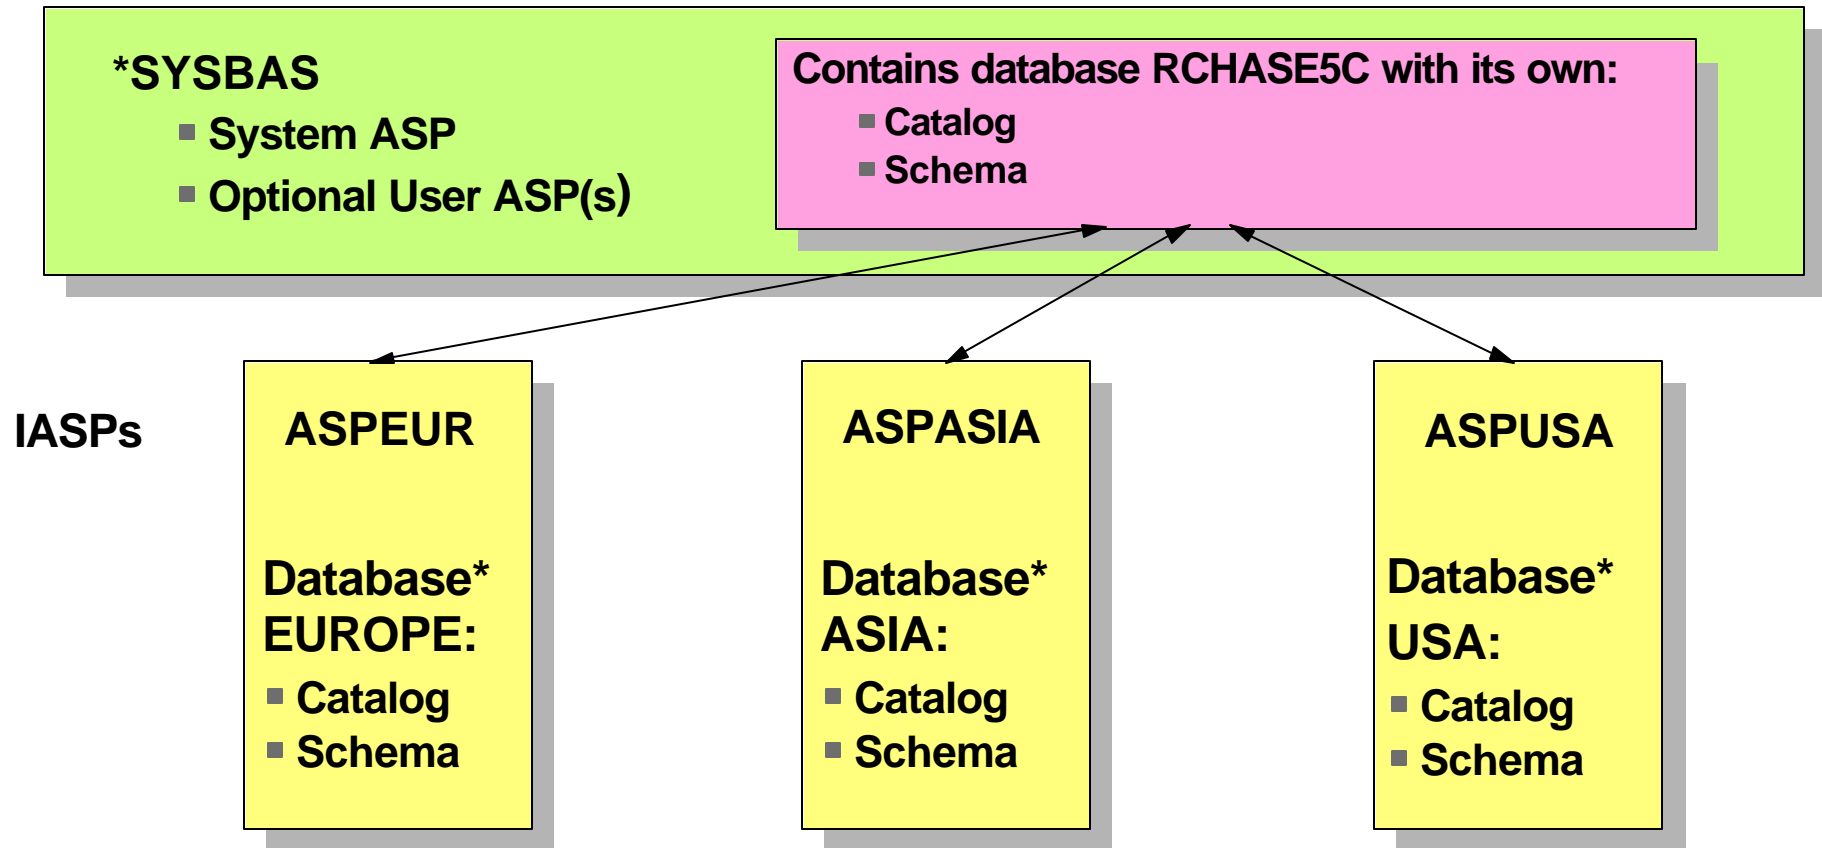 *SYSBAS
System ASP
Optional User ASP(s)
Contains database RCHASE5C with its own:
Catalog
Schema
IASPs
ASPEUR
Database*
EUROPE:
Catalog
Schema
ASPASIA
Database*
ASIA:
Catalog
Schema
ASPUSA
Database*
USA:
Catalog
Schema